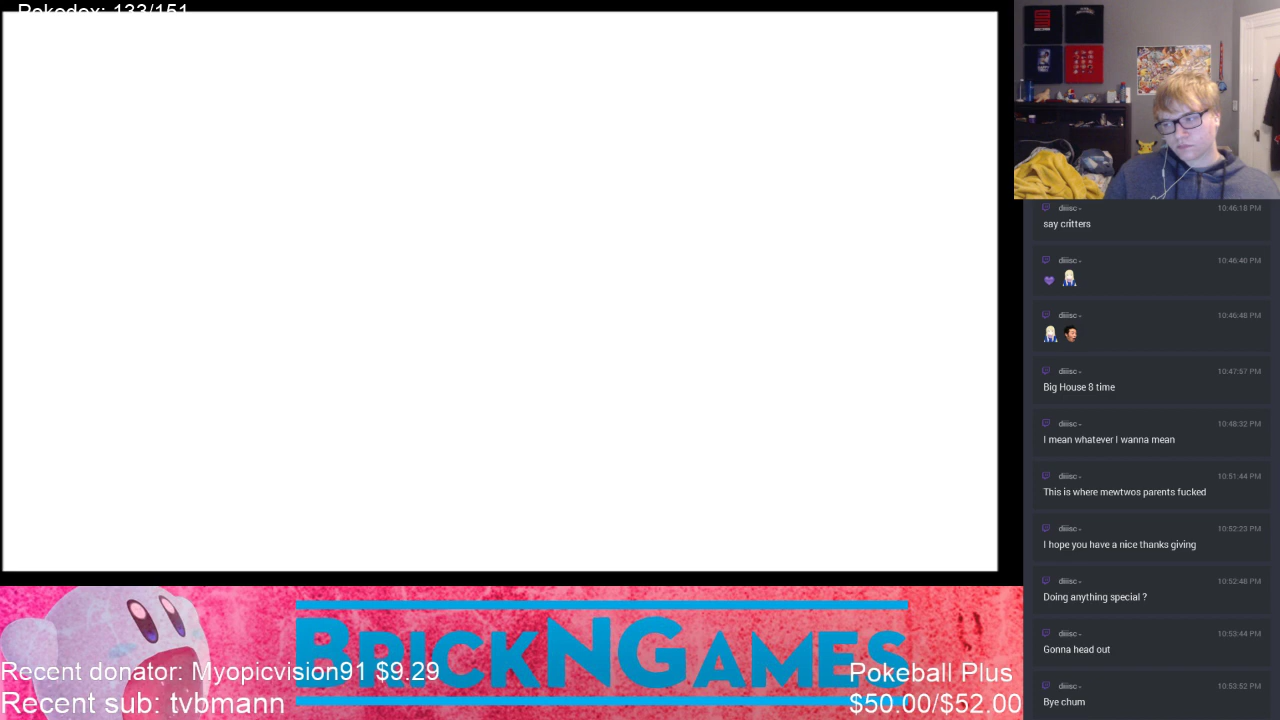 Pokedex: 133/151
diiisc -
10:46:18 PM
say critters
diiisc -
10:46:40 PM
diiisc -
10:46:48 PM
diiisc -
10:47:57 PM
Big House 8 time
diiisc -
10:48:32 PM
I mean whatever I wanna mean
diiisc -
10:51:44 PM
This is where mewtwos parents fucked
diiisc -
10:52:23 PM
I hope you have a nice thanks giving
diiisc -
10:52:48 PM
Doing anything special ?
diiisc -
10:53:44 PM
Gonna head out
diiisc -
10:53:52 PM
Bye chum
BRICKNGAMES
Recent donator: Myopicvision91 $9.29
Recent sub: tvbmann
Pokeball Plus
$50.00/$52.00